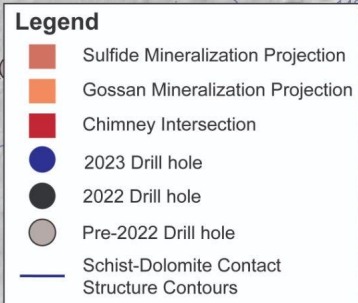 Legend
Sulfide Mineralization Projection
Gossan Mineralization Projection
Chimney Intersection
2023 Drill hole
2022 Drill hole
Pre-2022 Drill hole
Schist-Dolomite Contact
Structure Contours